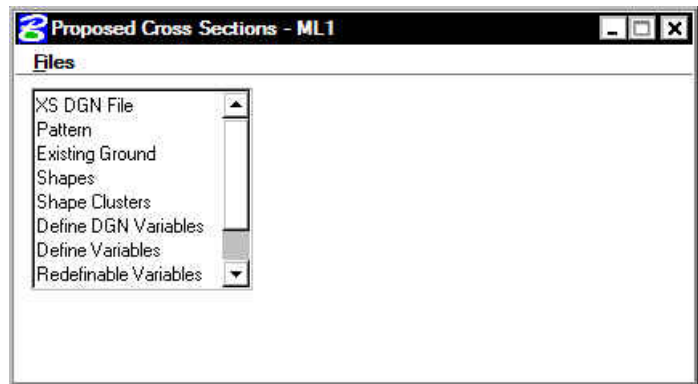 Proposed Cross Sections - ML1
Files
XS DGN File
Pattern
Existing Ground
Shapes
Shape Clusters
Define DGN Variables
Define Variables
Redefinable Variables